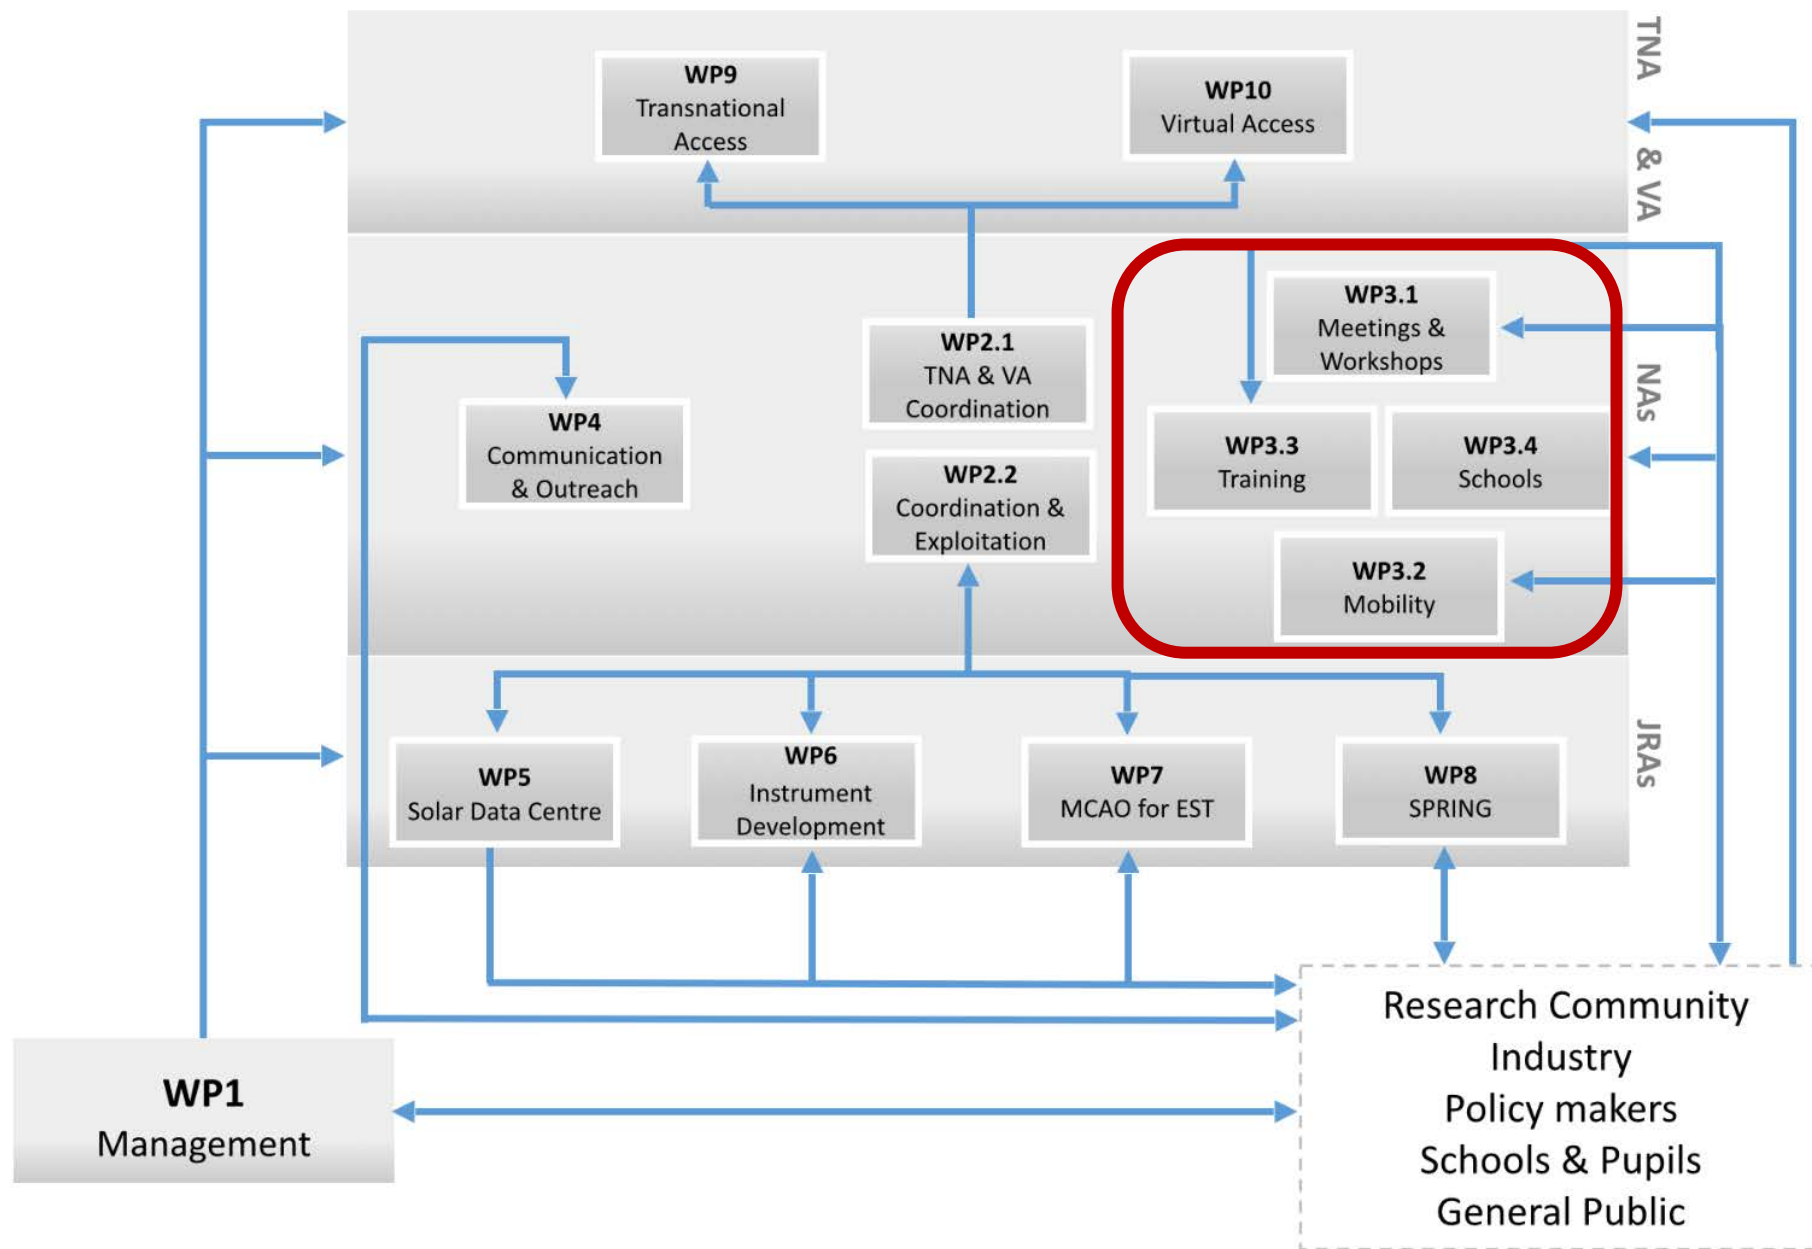 TNA & VA
WP9
Transnational
Access
WP10
Virtual Access
NAs
WP4
Communication
& Outreach
WP2.1
TNA & VA
Coordination
WP2.2
Coordination &
Exploitation
WP3.1
Meetings &
Workshops
WP3.3
Training
WP3.4
Schools
WP3.2
Mobility
JRAs
WP5
Solar Data Centre
WP6
Instrument
Development
WP7
MCAO for EST
WP8
SPRING
WP1
Management
Research Community
Industry
Policy makers
Schools & Pupils
General Public